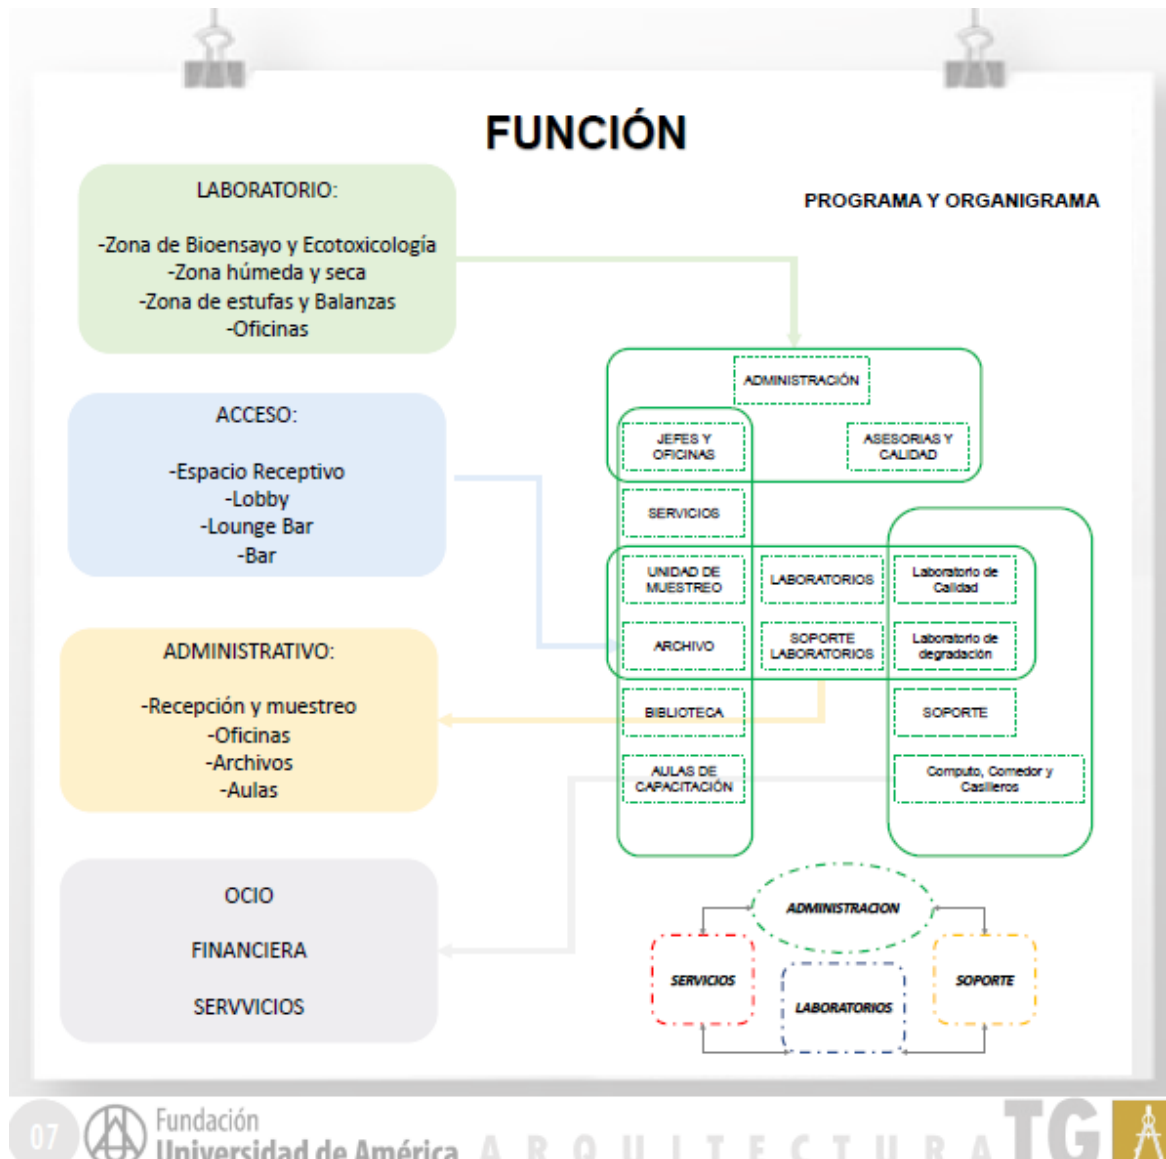 FUNCIÓN
PROGRAMA Y ORGANIGRAMA
LABORATORIO:
-Zona de Bioensayo y Ecotoxicología
-Zona húmeda y seca
-Zona de estufas y Balanzas
-Oficinas
ACCESO:
-Espacio Receptivo
-Lobby
-Lounge Bar
-Bar
ADMINISTRATIVO:
-Recepción y muestreo
-Oficinas
-Archivos
-Aulas
OCIO
FINANCIERA
SERVVICIOS
ADMINISTRACIÓN
JEFES Y
OFICINAS
ASESORIAS Y
CALIDAD
SERVICIOS
UNIDAD DE
MUESTREO
LABORATORIOS
Laboratorio de
Calidad
ARCHIVO
SOPORTE
LABORATORIOS
Laboratorio de
degradación
BIBLIOTECA
SOPORTE
AULAS DE
CAPACITACIÓN
Computo, Comedor y
Casilleros
ADMINISTRACION
SERVICIOS
LABORATORIOS
SOPORTE
07
Fundación
Universidad de América
ARQUITECTURA
TG